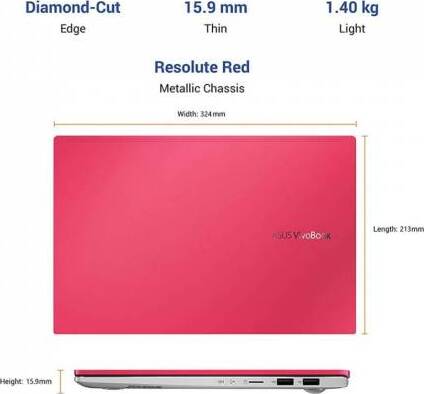 Diamond-Cut 15.9 mm 1.40 kg
Edge Thin Light
Resolute Red
Metallic Chassis
Width: 324mm
ASUS VivoBook
Length: 213mm
Height: 15.9mm